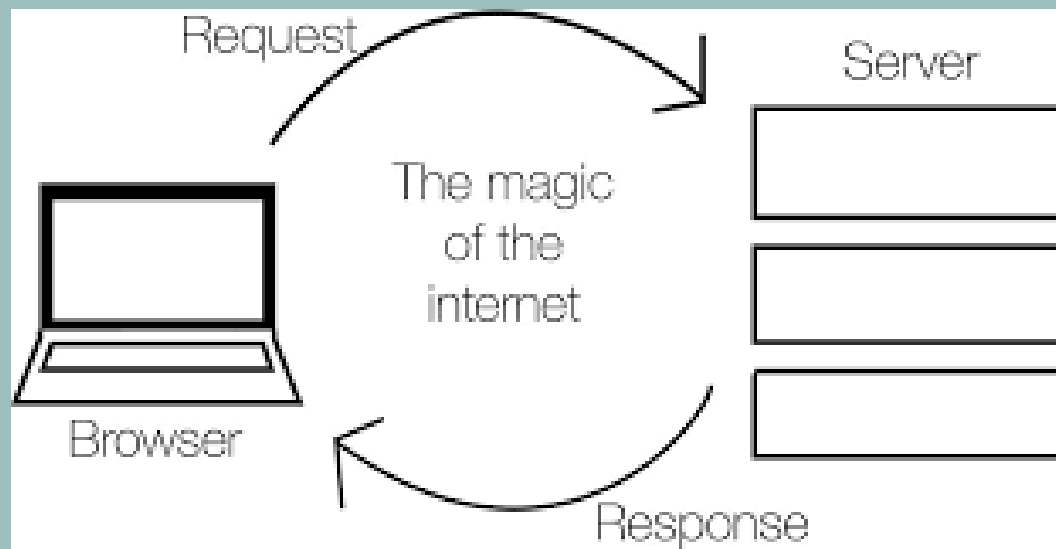 Request
Server
The magic
of the
internet
Browser
Response